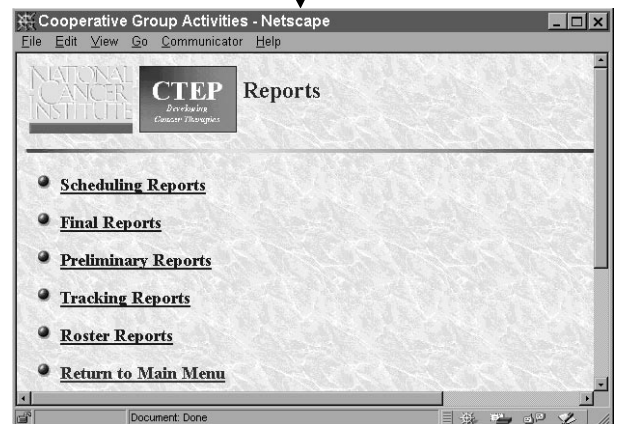 Cooperative Group Activities - Netscape
File Edit View Go Communicator Help
NATIONAL
CANCER
INSTITUTE
CTEP
Developing
Cancer Therapies
Reports
Scheduling Reports
Final Reports
Preliminary Reports
Tracking Reports
Roster Reports
Return to Main Menu
Document: Done